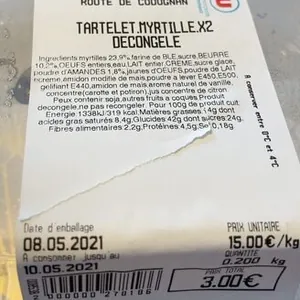 ROUTE DE COUDGNAN
U
TARTELET.MYRTILLE.X2
DECONGELE
Ingrédients myrtilles 23,9%,farine de BLE,sucre,BEURRE
10,2%,OEUFS entiers,eau,LAIT entier,CREME,sucre glace,
poudre d'AMANDES 1,8%,jaunes d'OEUFS,poudre de LAIT
écrémé,amidon modifié de maïs,poudre à lever E450,E500,
gélifiant E440,amidon de maïs,arome naturel de vanille,
concentré(carotte et potiron),jus concentré de citron.
Peux contenir soja,autres fruits a coques.Produit
decongele,ne pas recongeler. Pour 100g de produit cuit:
Energie 1338KJ/319 kcal,Matières grasses 14g dont
acides gras saturés 8,4g,Glucides 42g dont sucres 24g,
Fibres alimentaires 2.2g,Protéines 4,5g,Sel 0,18g.
A conserver entre 0°C et 4°C
Date d'emballage
08.05.2021
A consommer jusqu'au
10.05.2021
PRIX UNITAIRE
15.00€/kg
QUANTITE
0.200 kg
PRIX TOTAL
3.00€